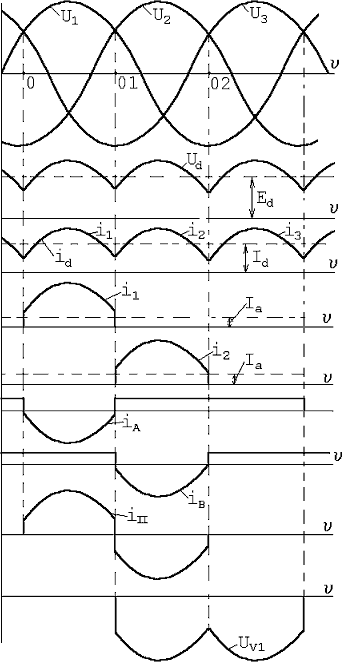 U1 U2 U3 υ
0 01 02
Ud
Ed υ
i1 i2 i3
id Id υ
i1 Ia υ
i2 Ia υ
iA υ
iB υ
iП υ
υ
UV1